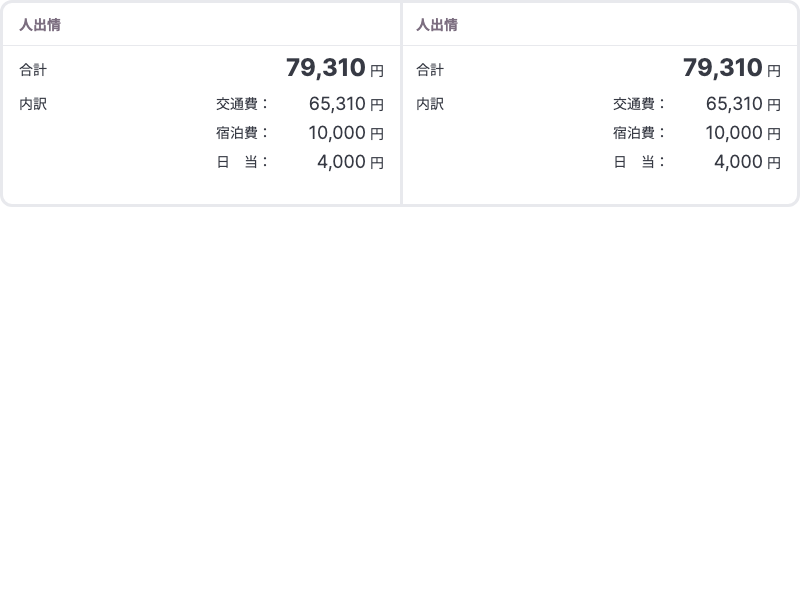 人出情
合計 79,310 円
内訳 交通費： 65,310 円
宿泊費： 10,000 円
日　当： 4,000 円
人出情
合計 79,310 円
内訳 交通費： 65,310 円
宿泊費： 10,000 円
日　当： 4,000 円